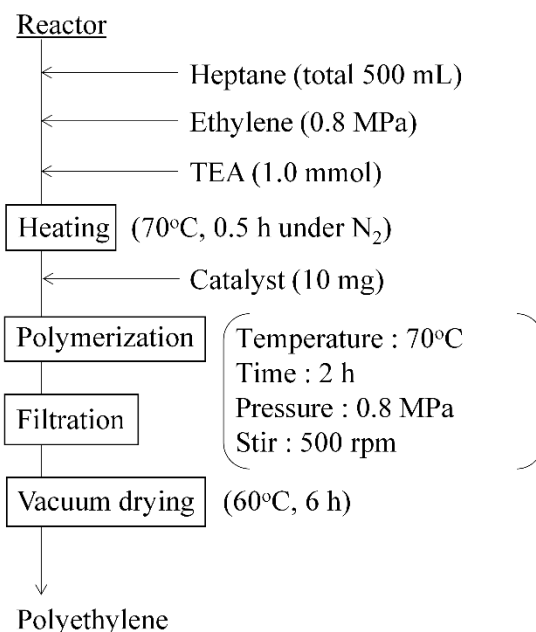 Reactor
Heptane (total 500 mL)
Ethylene (0.8 MPa)
TEA (1.0 mmol)
Heating (70°C, 0.5 h under N₂)
Catalyst (10 mg)
Polymerization
Temperature : 70°C
Time : 2 h
Pressure : 0.8 MPa
Stir : 500 rpm
Filtration
Vacuum drying (60°C, 6 h)
Polyethylene